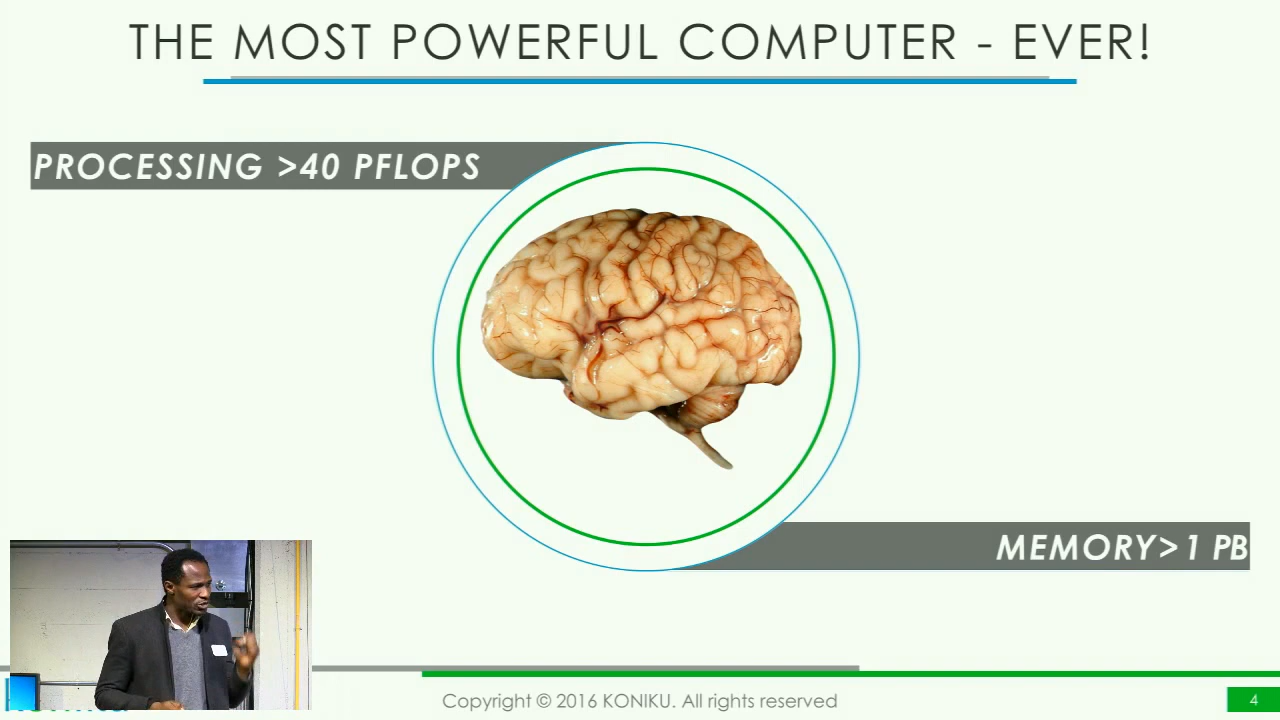 THE MOST POWERFUL COMPUTER - EVER!
PROCESSING >40 PFLOPS
MEMORY>1 PB
Copyright © 2016 KONIKU. All rights reserved
4